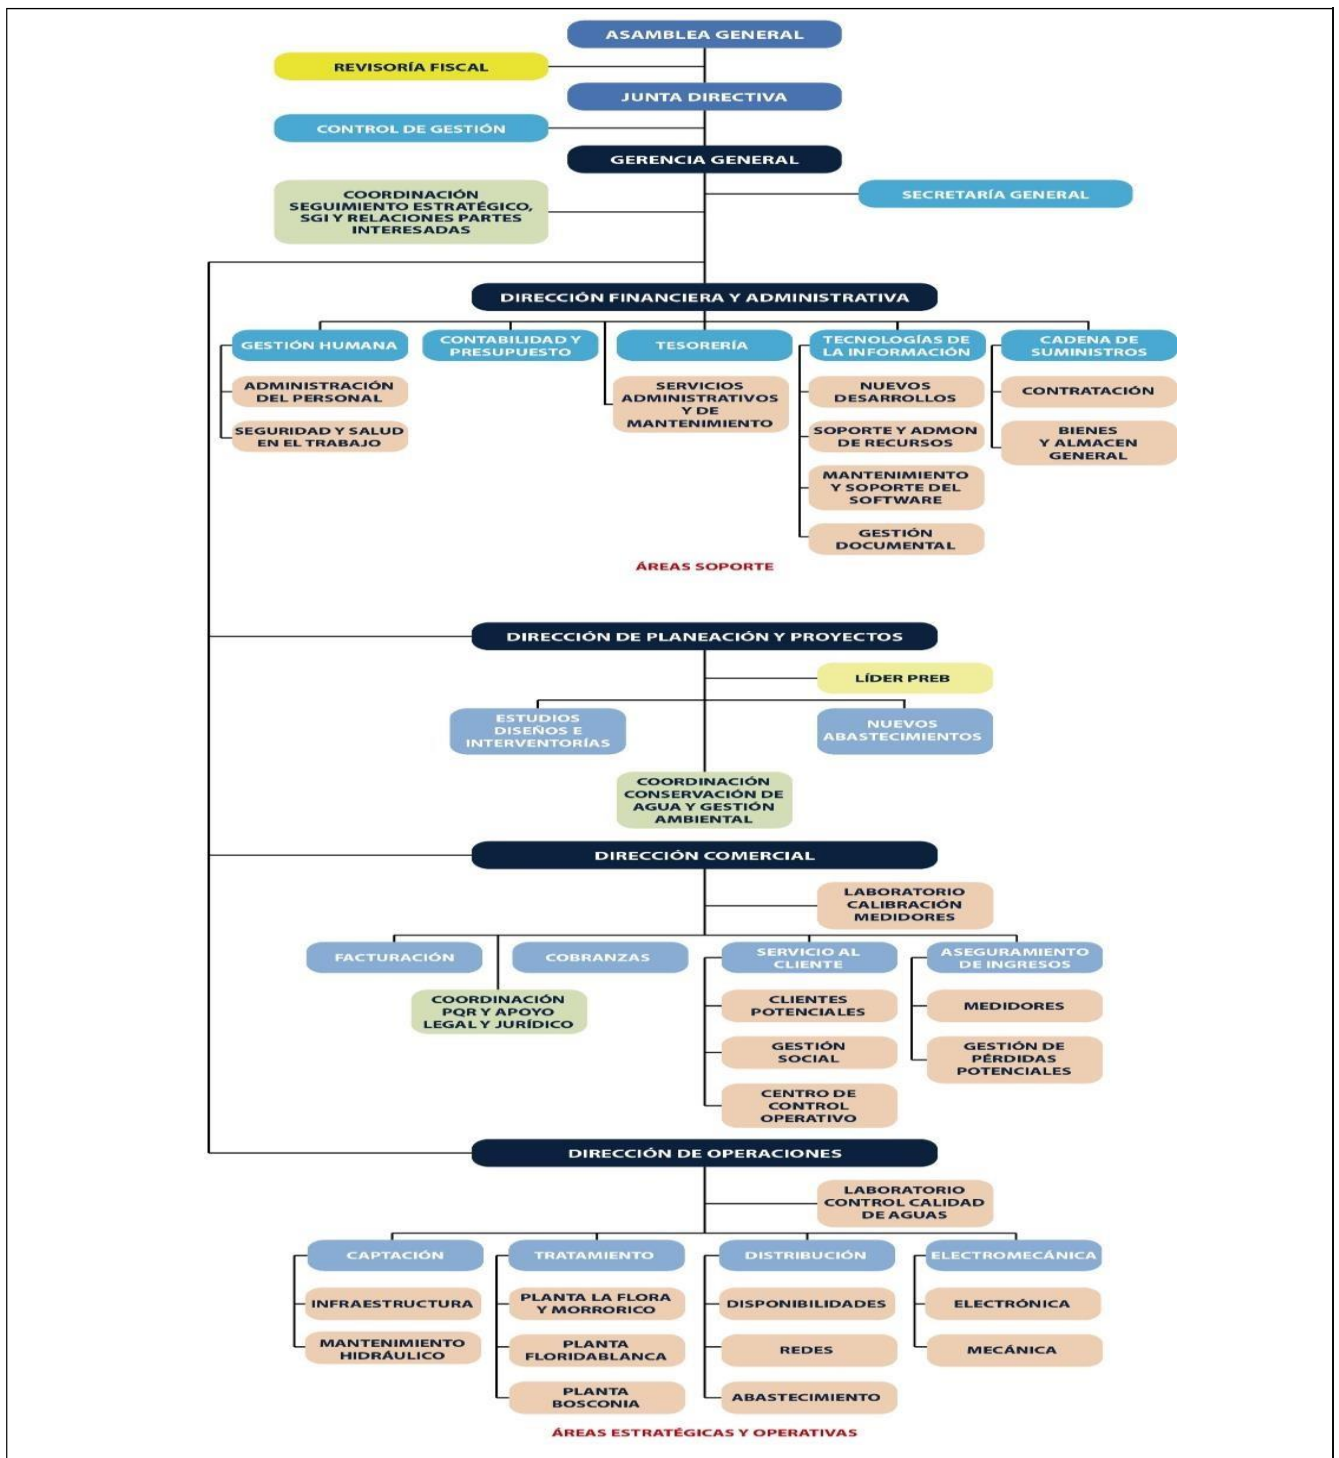 ASAMBLEA GENERAL
REVISORÍA FISCAL
JUNTA DIRECTIVA
CONTROL DE GESTIÓN
GERENCIA GENERAL
COORDINACIÓN
SEGUIMIENTO ESTRATÉGICO,
SGI Y RELACIONES PARTES
INTERESADAS
SECRETARÍA GENERAL
DIRECCIÓN FINANCIERA Y ADMINISTRATIVA
GESTIÓN HUMANA
CONTABILIDAD Y
PRESUPUESTO
TESORERÍA
TECNOLOGÍAS DE
LA INFORMACIÓN
CADENA DE
SUMINISTROS
ADMINISTRACIÓN
DEL PERSONAL
SERVICIOS
ADMINISTRATIVOS
Y DE
MANTENIMIENTO
NUEVOS
DESARROLLOS
CONTRATACIÓN
SEGURIDAD Y SALUD
EN EL TRABAJO
SOPORTE Y ADMON
DE RECURSOS
BIENES
Y ALMACEN
GENERAL
MANTENIMIENTO
Y SOPORTE DEL
SOFTWARE
GESTIÓN
DOCUMENTAL
ÁREAS SOPORTE
DIRECCIÓN DE PLANEACIÓN Y PROYECTOS
LÍDER PREB
ESTUDIOS
DISEÑOS E
INTERVENTORÍAS
NUEVOS
ABASTECIMIENTOS
COORDINACIÓN
CONSERVACIÓN DE
AGUA Y GESTIÓN
AMBIENTAL
DIRECCIÓN COMERCIAL
LABORATORIO
CALIBRACIÓN
MEDIDORES
FACTURACIÓN
COBRANZAS
SERVICIO AL
CLIENTE
ASEGURAMIENTO
DE INGRESOS
COORDINACIÓN
PQR Y APOYO
LEGAL Y JURÍDICO
CLIENTES
POTENCIALES
MEDIDORES
GESTIÓN
SOCIAL
GESTIÓN DE
PÉRDIDAS
POTENCIALES
CENTRO DE
CONTROL
OPERATIVO
DIRECCIÓN DE OPERACIONES
LABORATORIO
CONTROL CALIDAD
DE AGUAS
CAPTACIÓN
TRATAMIENTO
DISTRIBUCIÓN
ELECTROMECÁNICA
INFRAESTRUCTURA
PLANTA LA FLORA
Y MORRORICO
DISPONIBILIDADES
ELECTRÓNICA
MANTENIMIENTO
HIDRÁULICO
PLANTA
FLORIDABLANCA
REDES
MECÁNICA
PLANTA
BOSCONIA
ABASTECIMIENTO
ÁREAS ESTRATÉGICAS Y OPERATIVAS